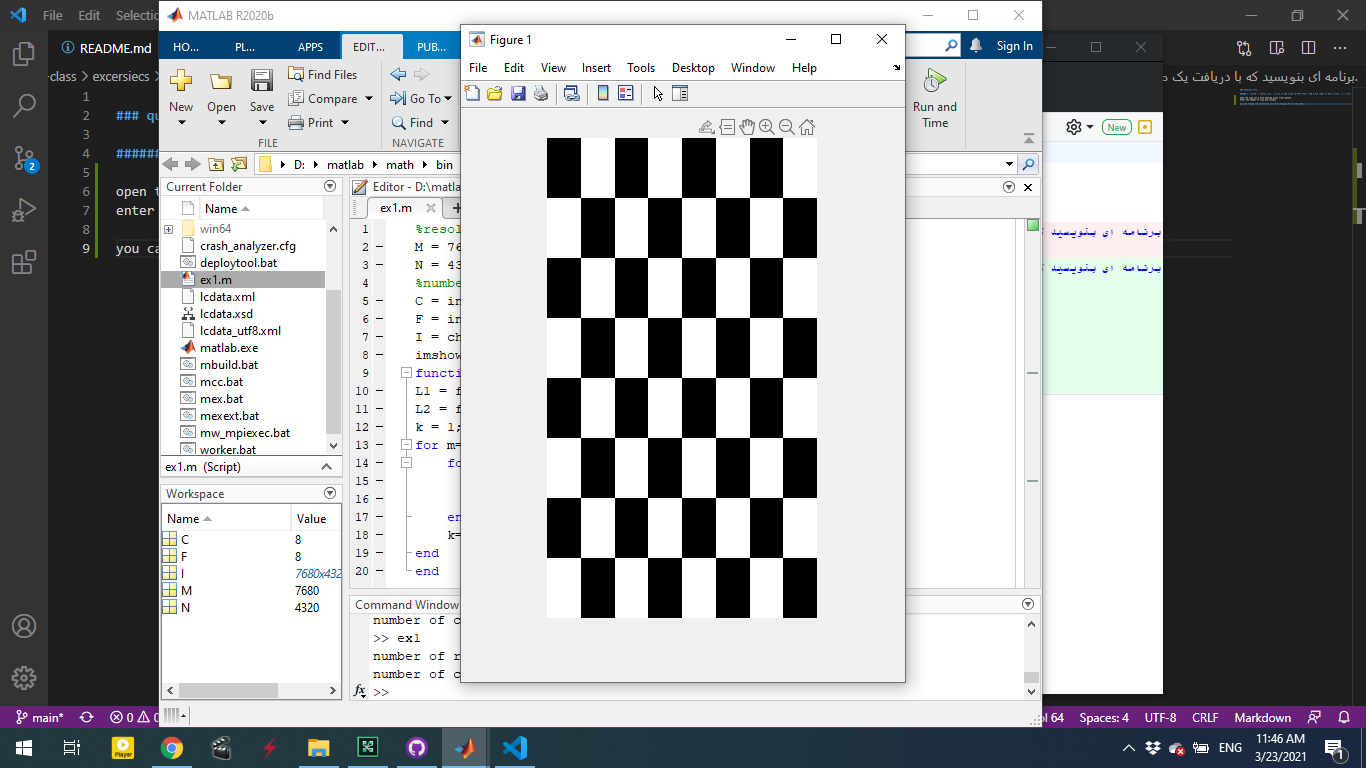 File Edit Selectio
README.md
class > excersiecs >
برنامه ای بنویسید که با دریافت یک
1
2 ### qu
3
4 ######
5
6 open t
7 enter
8
9 you ca
MATLAB R2020b
HO... PL... APPS EDIT... PUB... Sign In
New Open Save
Find Files
Compare
Print
Go To
Find
Run and
Time
FILE NAVIGATE
D: matlab math bin
Current Folder
Name
win64
crash_analyzer.cfg
deploytool.bat
ex1.m
lcdata.xml
lcdata.xsd
lcdata_utf8.xml
matlab.exe
mbuild.bat
mcc.bat
mex.bat
mexext.bat
mw_mpiexec.bat
worker.bat
ex1.m (Script)
Workspace
Name Value
C 8
F 8
I 7680x432
M 7680
N 4320
Editor - D:\matla
ex1.m
1 %resol
2 M = 76
3 N = 43
4 %numbe
5 C = in
6 F = in
7 I = ch
8 imshow
9 functi
10 L1 = f
11 L2 = f
12 k = 1;
13 for m=
14 fo
15
16
17 en
18 k=
19 end
20 end
Command Window
number of c
>> ex1
number of r
number of c
fx >>
Figure 1
File Edit View Insert Tools Desktop Window Help
New
برنامه ای بنویسید
برنامه ای بنویسید
2
main* 0 0
ol 64 Spaces: 4 UTF-8 CRLF Markdown
Player
ENG
11:46 AM
3/23/2021
1